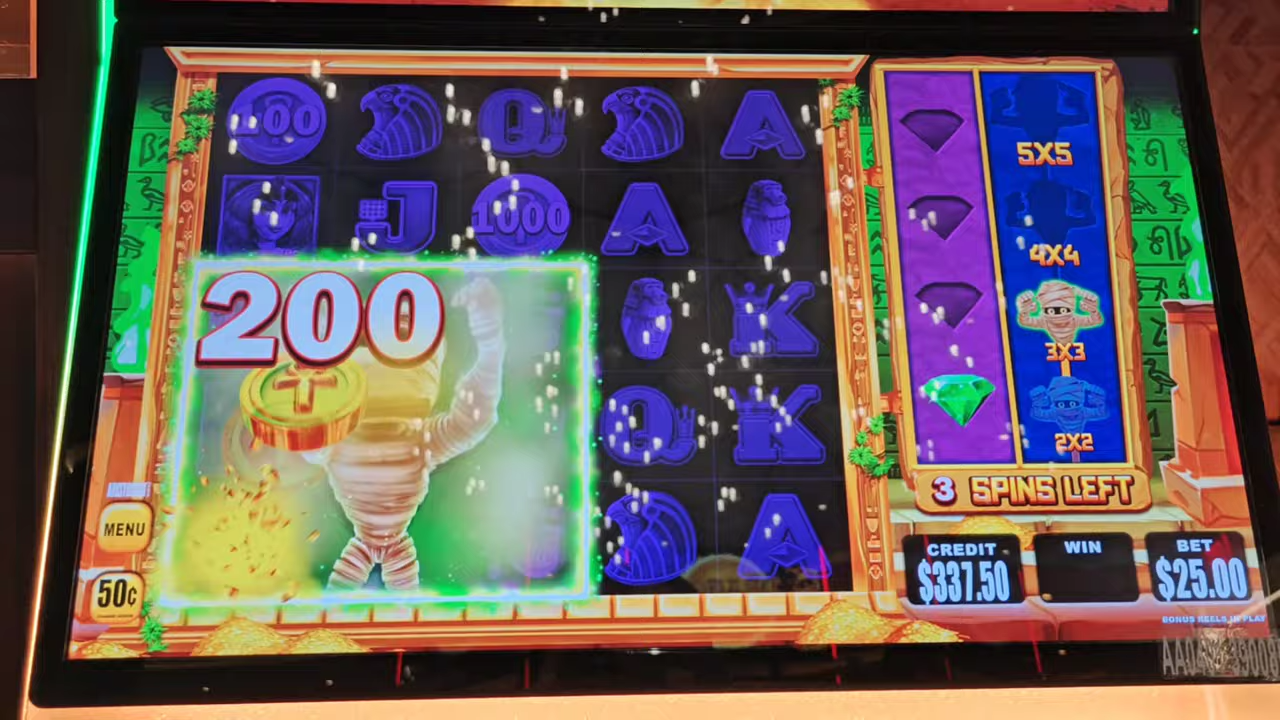 100
Q
A
J
1000
A
200
T
K
Q
K
A
5X5
4X4
3X3
2X2
3 SPINS LEFT
MENU
50¢
CREDIT
$337.50
WIN
BET
$25.00
BONUS REELS IN PLAY